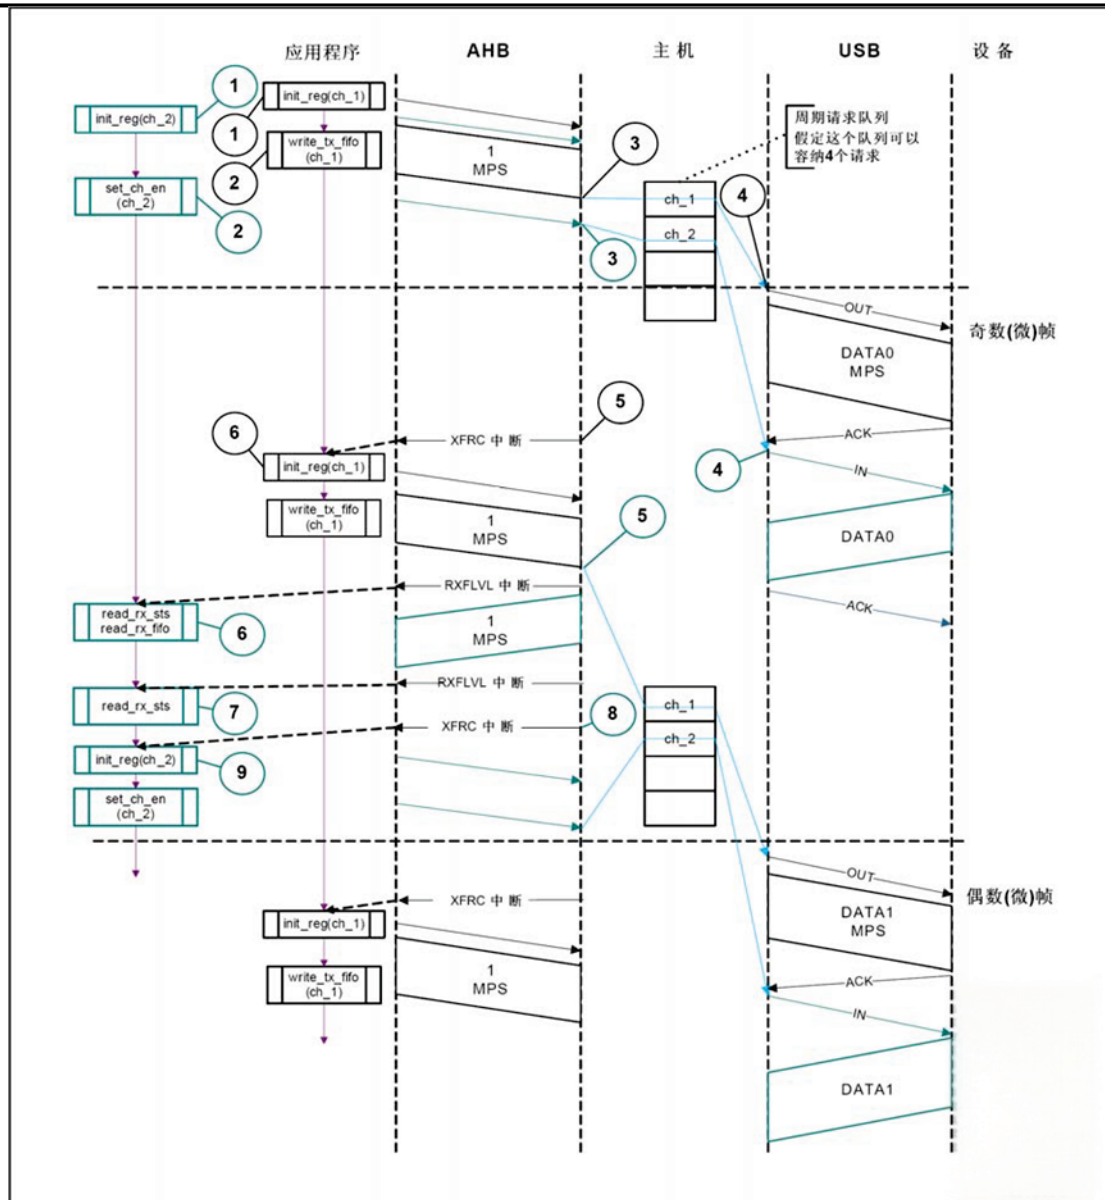 应用程序
AHB
主机
USB
设备
1
init_reg(ch_1)
init_reg(ch_2)
1
周期请求队列
假定这个队列可以
容纳4个请求
write_tx_fifo
(ch_1)
1
MPS
3
2
4
set_ch_en
(ch_2)
ch_1
2
ch_2
3
OUT
奇数(微)帧
DATA0
MPS
5
6
XFRC 中断
ACK
4
IN
init_reg(ch_1)
write_tx_fifo
(ch_1)
1
MPS
5
DATA0
RXFLVL 中断
read_rx_sts
read_rx_fifo
6
1
MPS
ACK
RXFLVL 中断
read_rx_sts
7
8
ch_1
XFRC 中断
ch_2
init_reg(ch_2)
9
set_ch_en
(ch_2)
OUT
XFRC 中断
偶数(微)帧
DATA1
MPS
init_reg(ch_1)
write_tx_fifo
(ch_1)
1
MPS
ACK
IN
DATA1